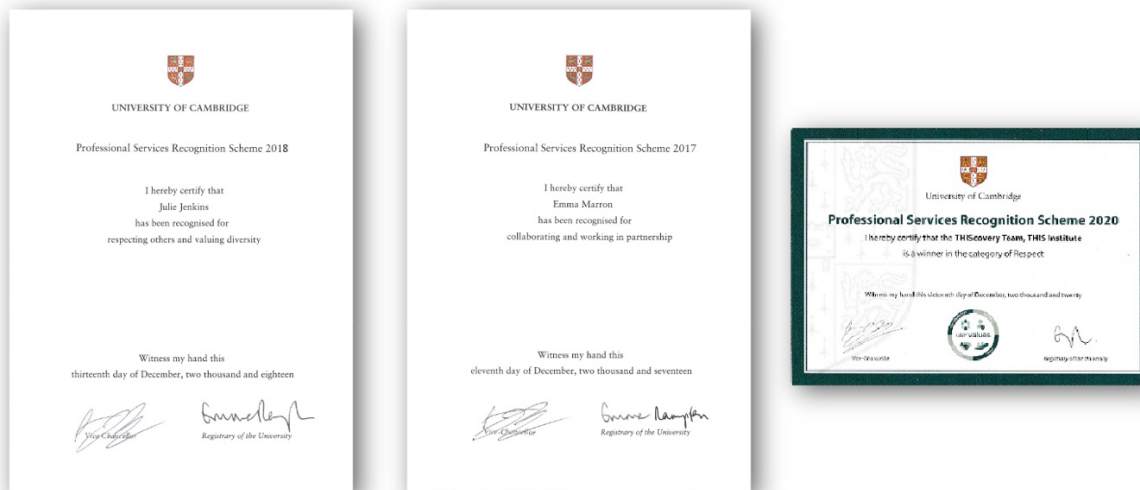 UNIVERSITY OF CAMBRIDGE
Professional Services Recognition Scheme 2018
I hereby certify that
Julie Jenkins
has been recognised for
respecting others and valuing diversity
Witness my hand this
thirteenth day of December, two thousand and eighteen
Vice-Chancellor
Registrary of the University
UNIVERSITY OF CAMBRIDGE
Professional Services Recognition Scheme 2017
I hereby certify that
Emma Marron
has been recognised for
collaborating and working in partnership
Witness my hand this
eleventh day of December, two thousand and seventeen
Vice-Chancellor
Registrary of the University
University of Cambridge
Professional Services Recognition Scheme 2020
I hereby certify that the THIScovery Team, THIS Institute
is a winner in the category of Respect
Witness my hand this sixteenth day of December, two thousand and twenty
values
Vice-Chancellor
Registrary of the University